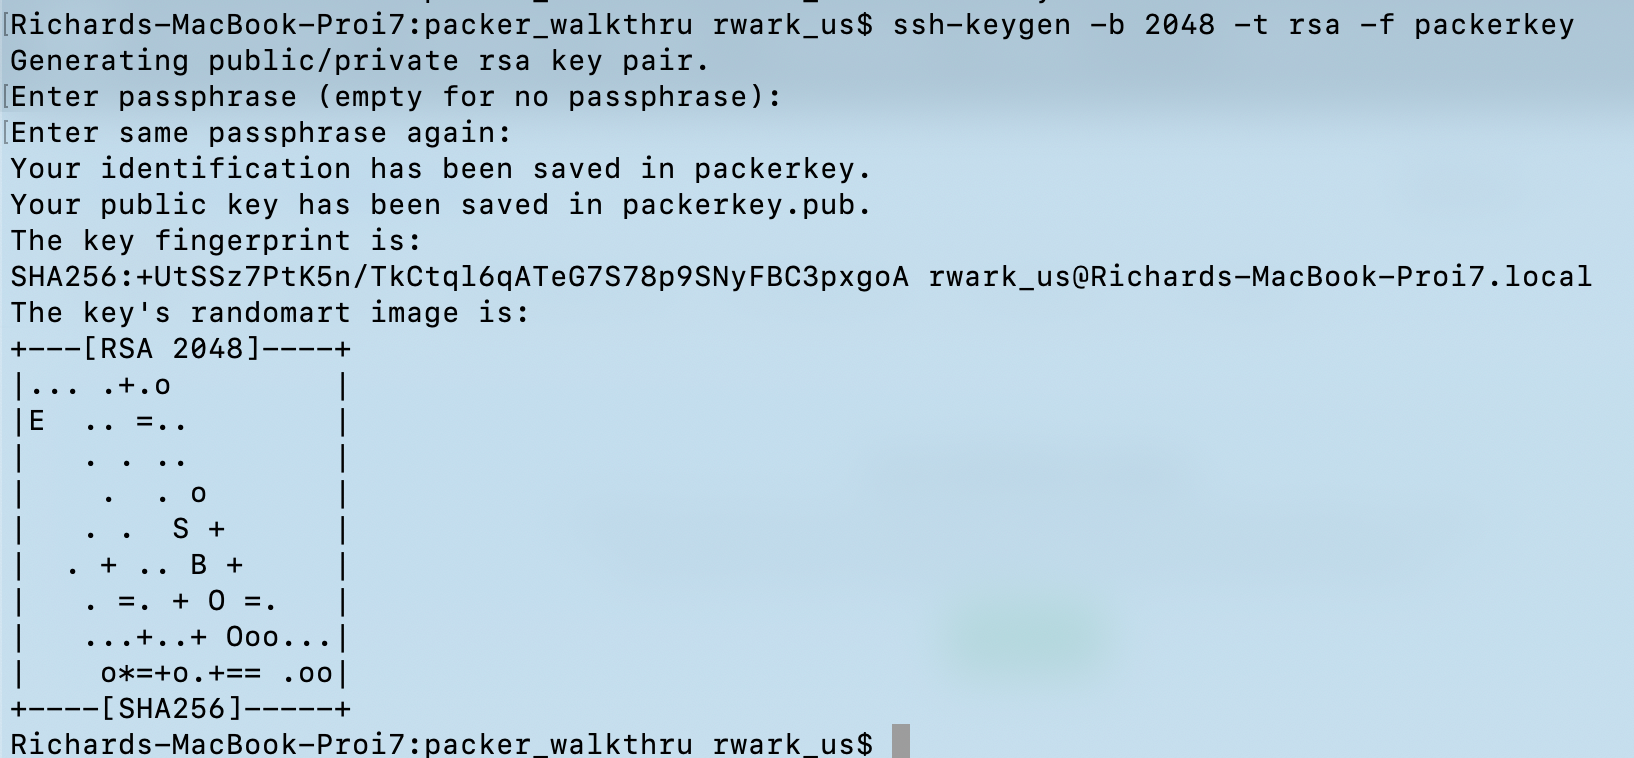 Richards-MacBook-Proi7:packer_walkthru rwark_us$ ssh-keygen -b 2048 -t rsa -f packerkey
Generating public/private rsa key pair.
Enter passphrase (empty for no passphrase):
Enter same passphrase again:
Your identification has been saved in packerkey.
Your public key has been saved in packerkey.pub.
The key fingerprint is:
SHA256:+UtSSz7PtK5n/TkCtql6qATeG7S78p9SNyFBC3pxgoA rwark_us@Richards-MacBook-Proi7.local
The key's randomart image is:
+---[RSA 2048]----+
|... .+.o         |
|E  .. =..        |
|   . . ..        |
|    .  . o       |
|   . .  S +      |
|  . + .. B +     |
|   . =. + O =.   |
|   ...+..+ Ooo...|
|    o*=+o.+== .oo|
+----[SHA256]-----+
Richards-MacBook-Proi7:packer_walkthru rwark_us$